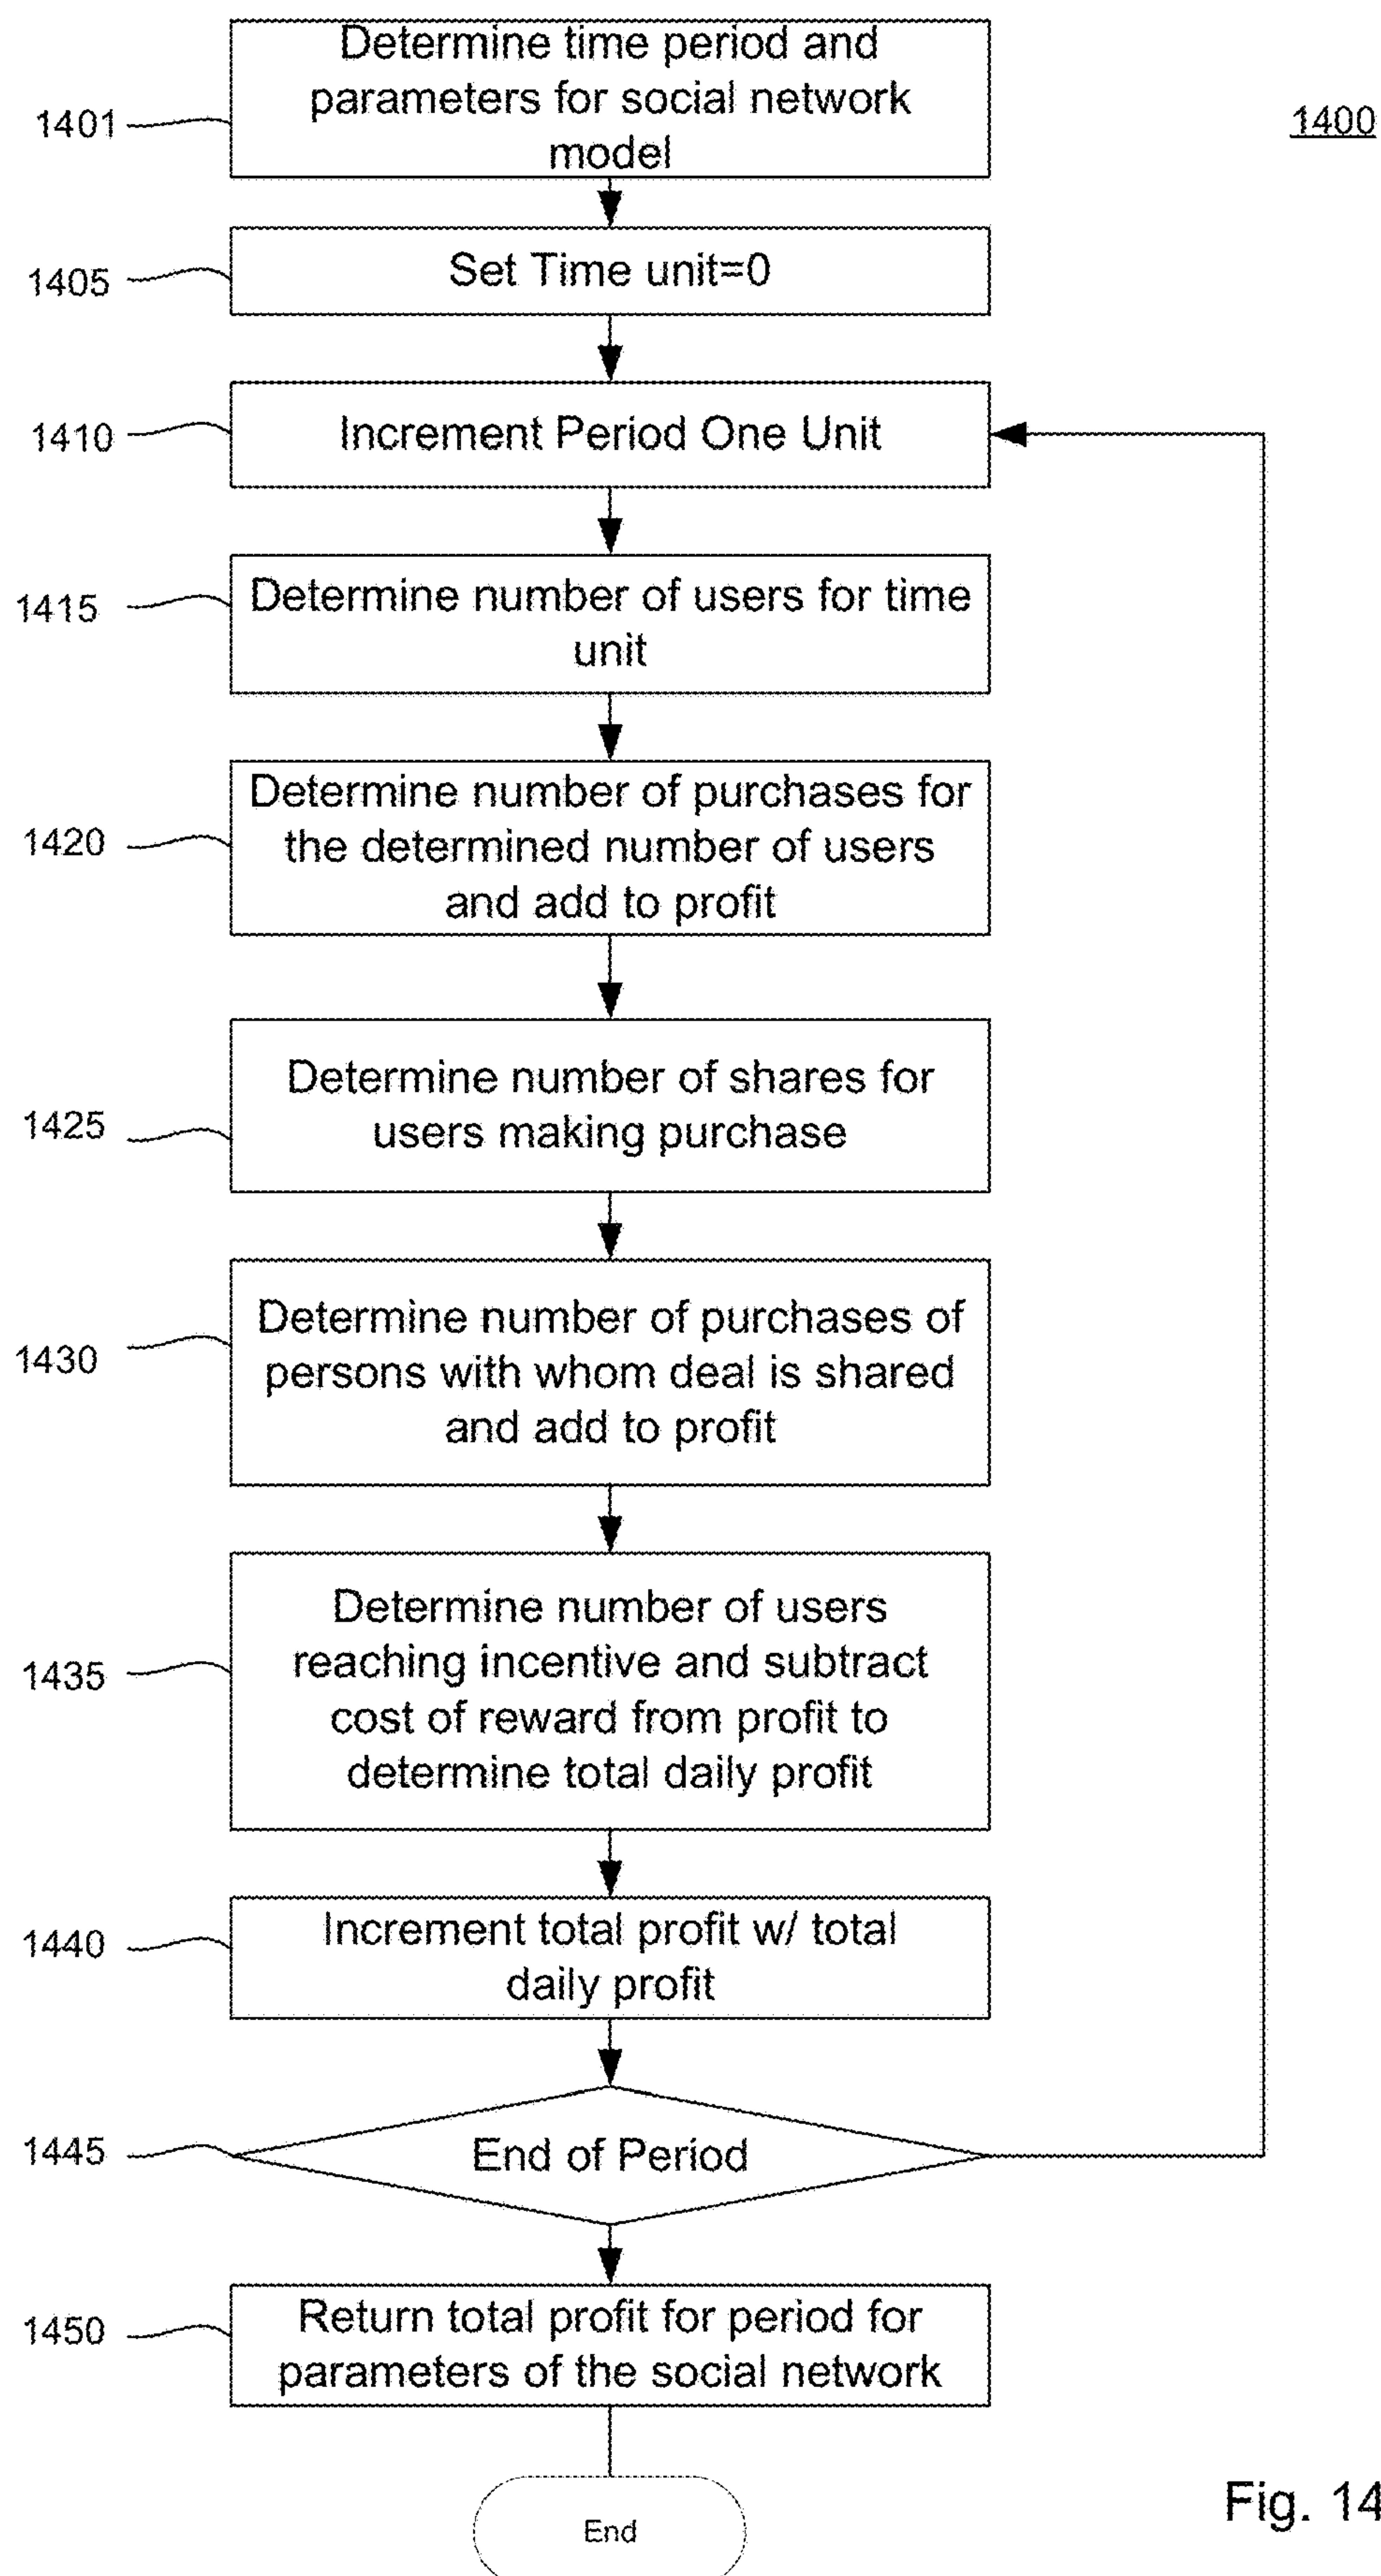 Determine time period and
parameters for social network
model
1401
1400
Set Time unit=0
1405
Increment Period One Unit
1410
Determine number of users for time
unit
1415
Determine number of purchases for
the determined number of users
and add to profit
1420
Determine number of shares for
users making purchase
1425
Determine number of purchases of
persons with whom deal is shared
and add to profit
1430
Determine number of users
reaching incentive and subtract
cost of reward from profit to
determine total daily profit
1435
Increment total profit w/ total
daily profit
1440
End of Period
1445
Return total profit for period for
parameters of the social network
1450
End
Fig. 14